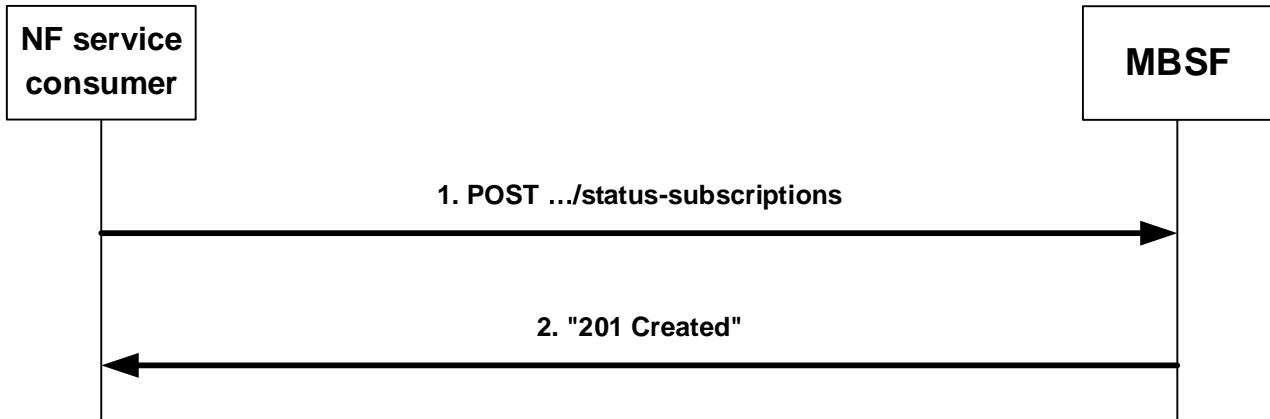 NF service
consumer
MBSF
1. POST …/status-subscriptions
2. "201 Created"